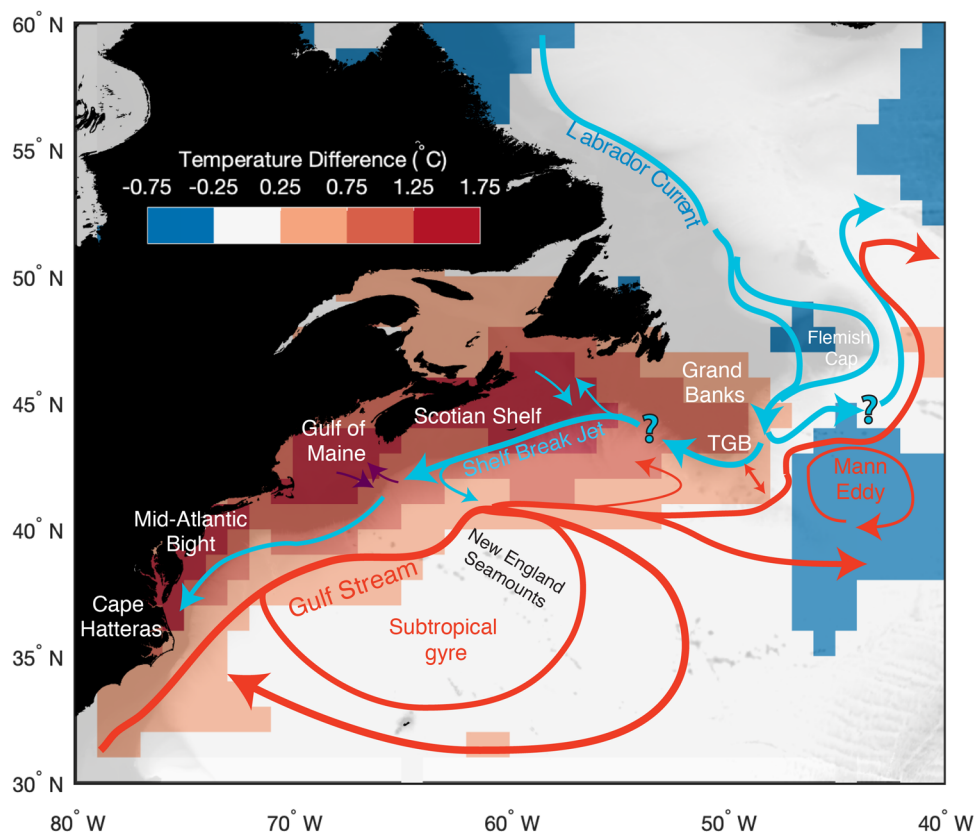 60° N
55° N
50° N
45° N
40° N
35° N
30° N
80° W
70° W
60° W
50° W
40° W
Temperature Difference (°C)
-0.75 -0.25 0.25 0.75 1.25 1.75
Labrador Current
Flemish
Cap
Grand
Banks
?
?
TGB
Scotian Shelf
Shelf Break Jet
Gulf of
Maine
Mann
Eddy
Mid-Atlantic
Bight
New England
Seamounts
Gulf Stream
Cape
Hatteras
Subtropical
gyre